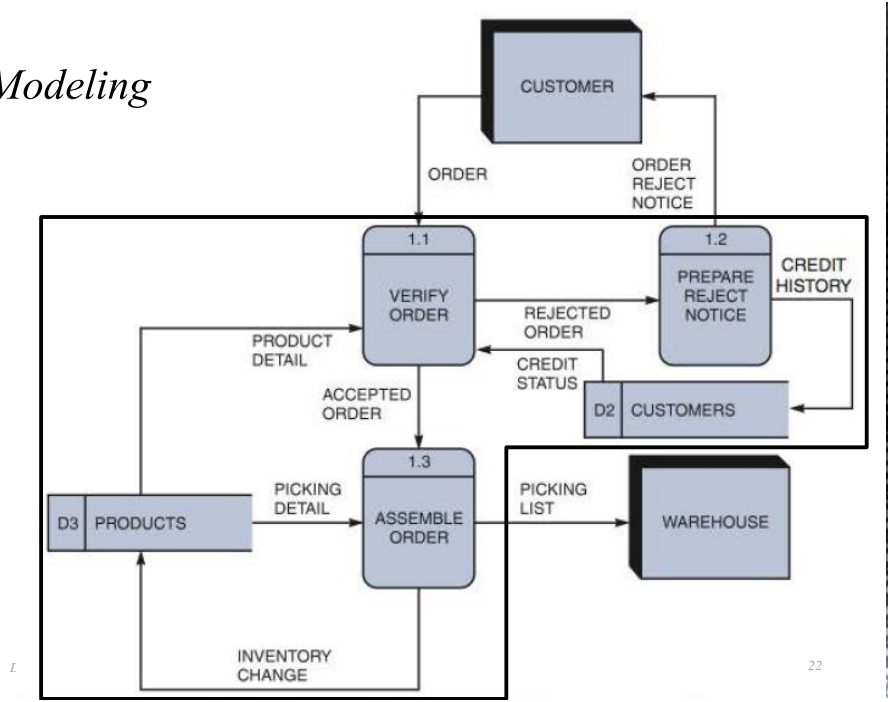 Modeling
CUSTOMER
ORDER
ORDER
REJECT
NOTICE
1.1
VERIFY
ORDER
1.2
PREPARE
REJECT
NOTICE
CREDIT
HISTORY
REJECTED
ORDER
PRODUCT
DETAIL
CREDIT
STATUS
ACCEPTED
ORDER
D2 CUSTOMERS
1.3
ASSEMBLE
ORDER
PICKING
DETAIL
PICKING
LIST
D3 PRODUCTS
WAREHOUSE
INVENTORY
CHANGE
22